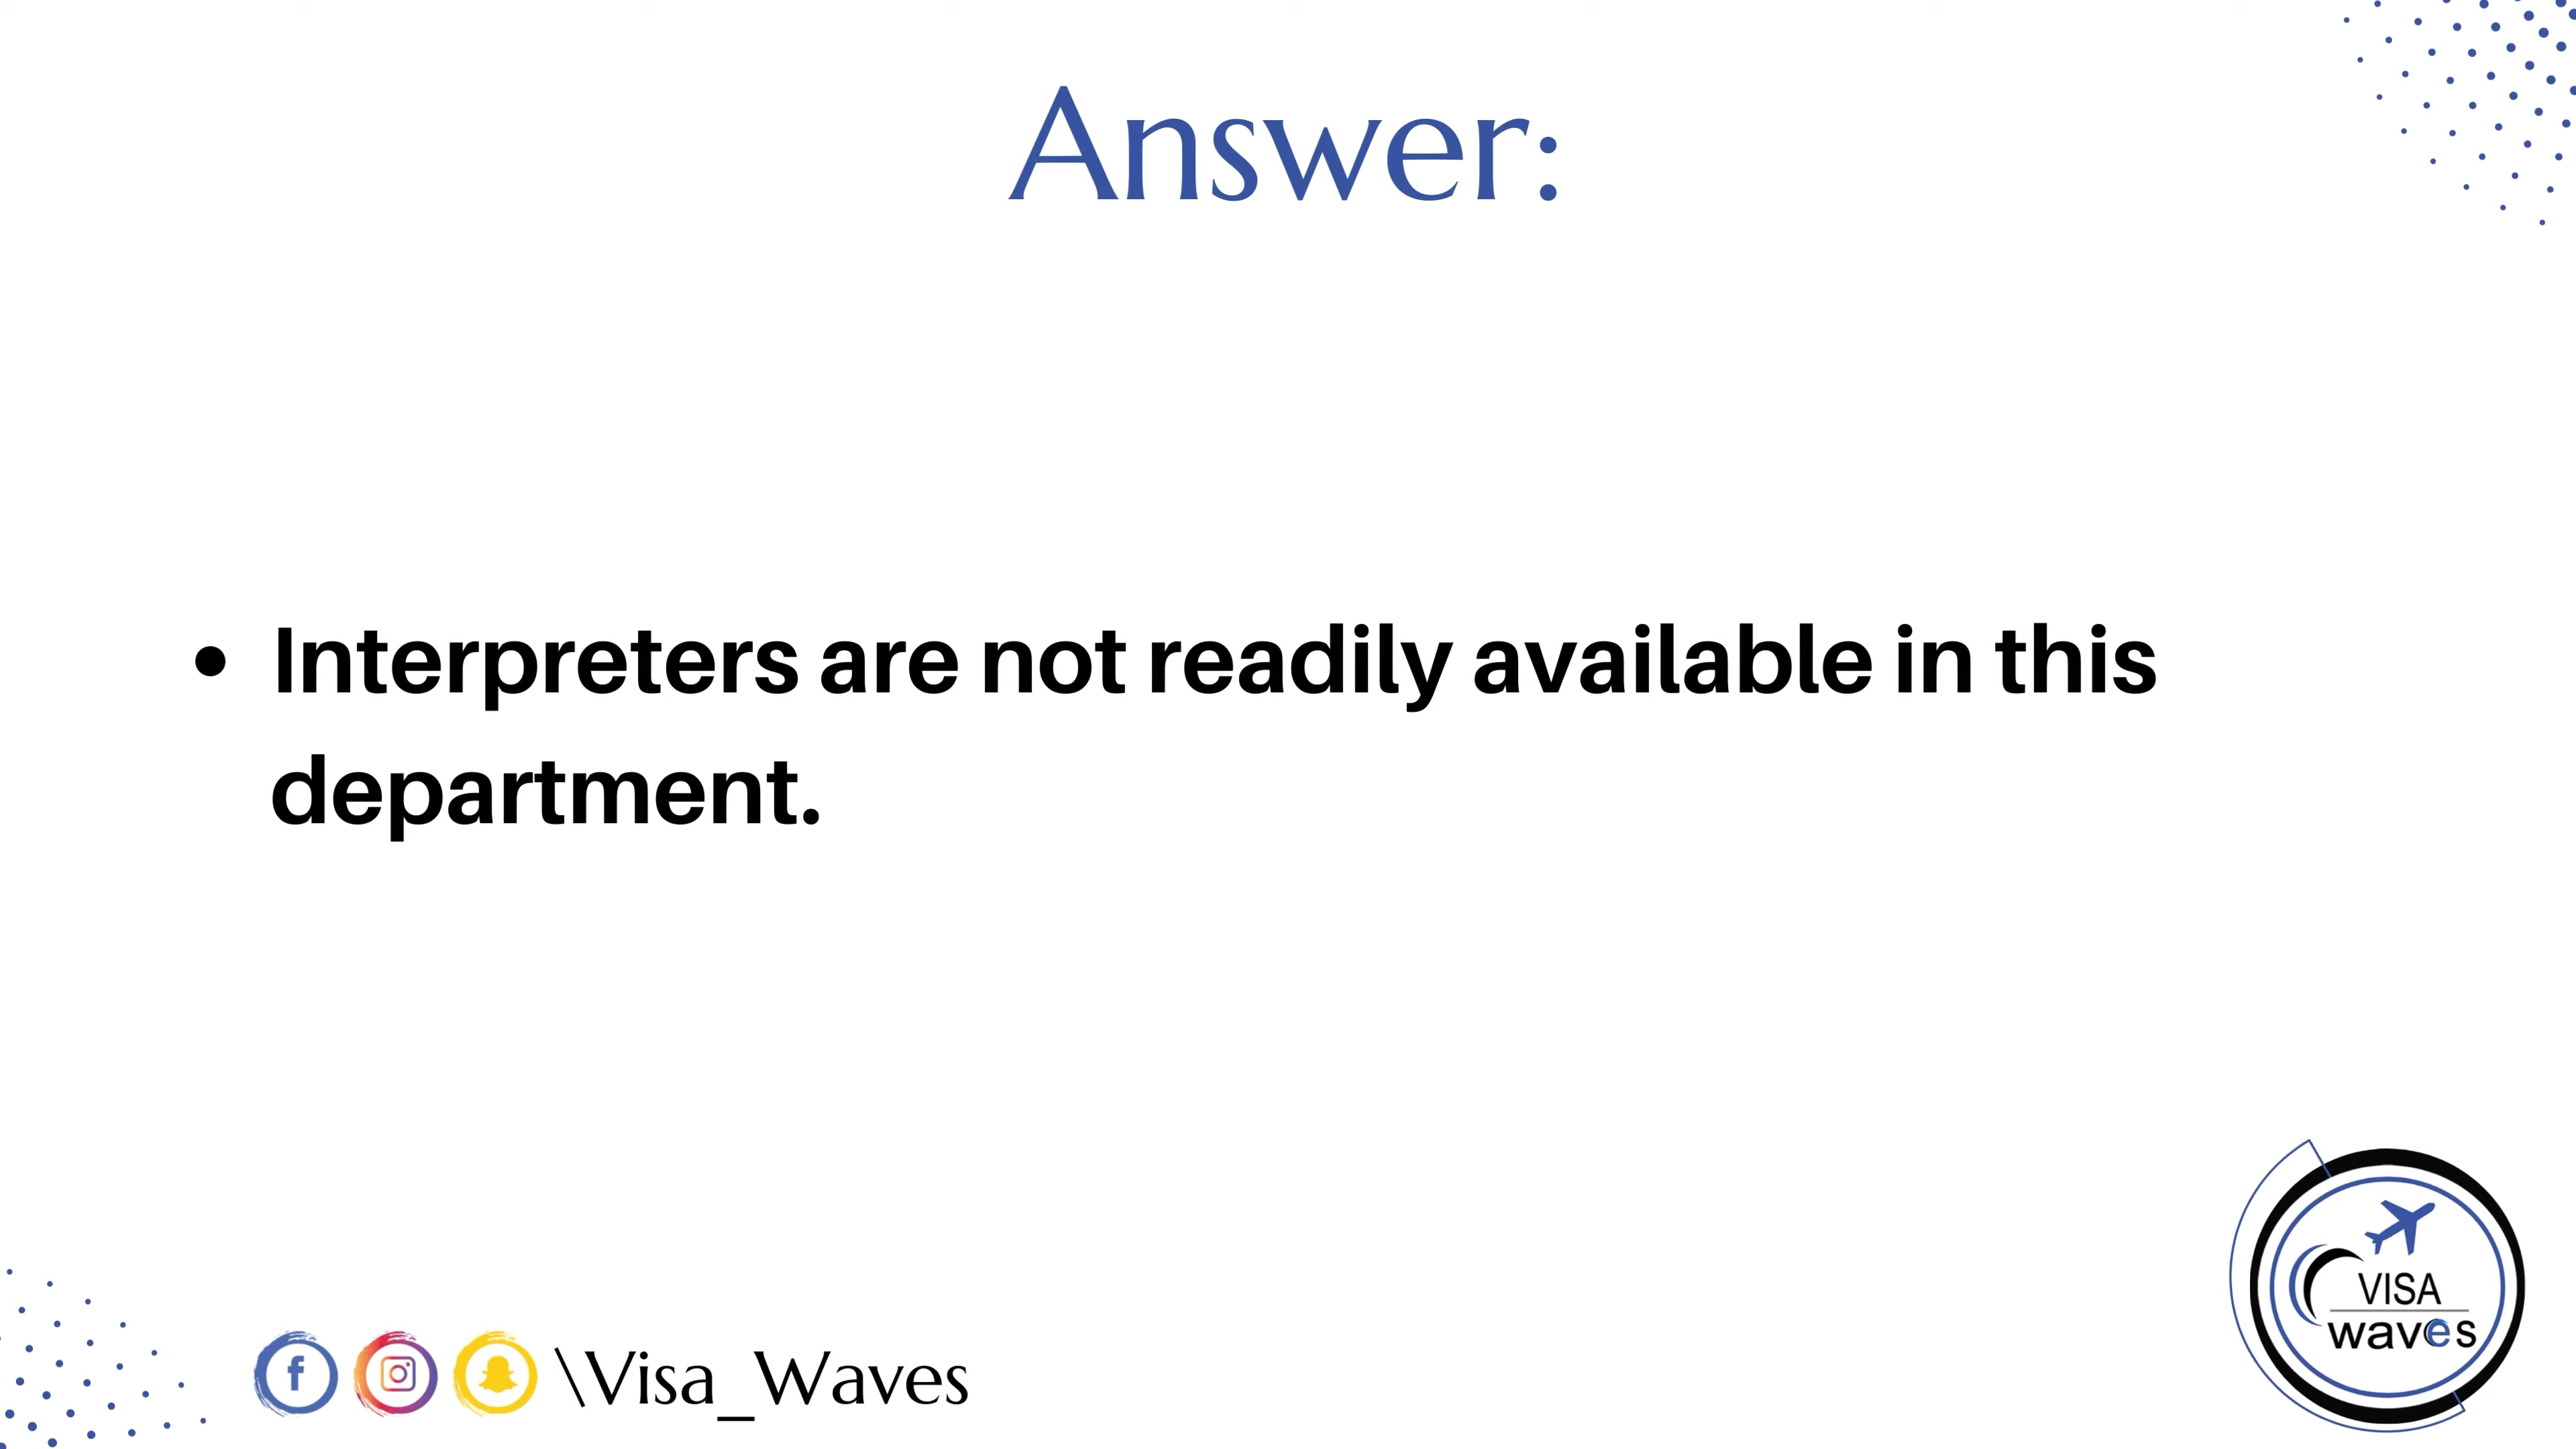 Answer:
• Interpreters are not readily available in this
department.
\Visa_Waves
VISA
waves